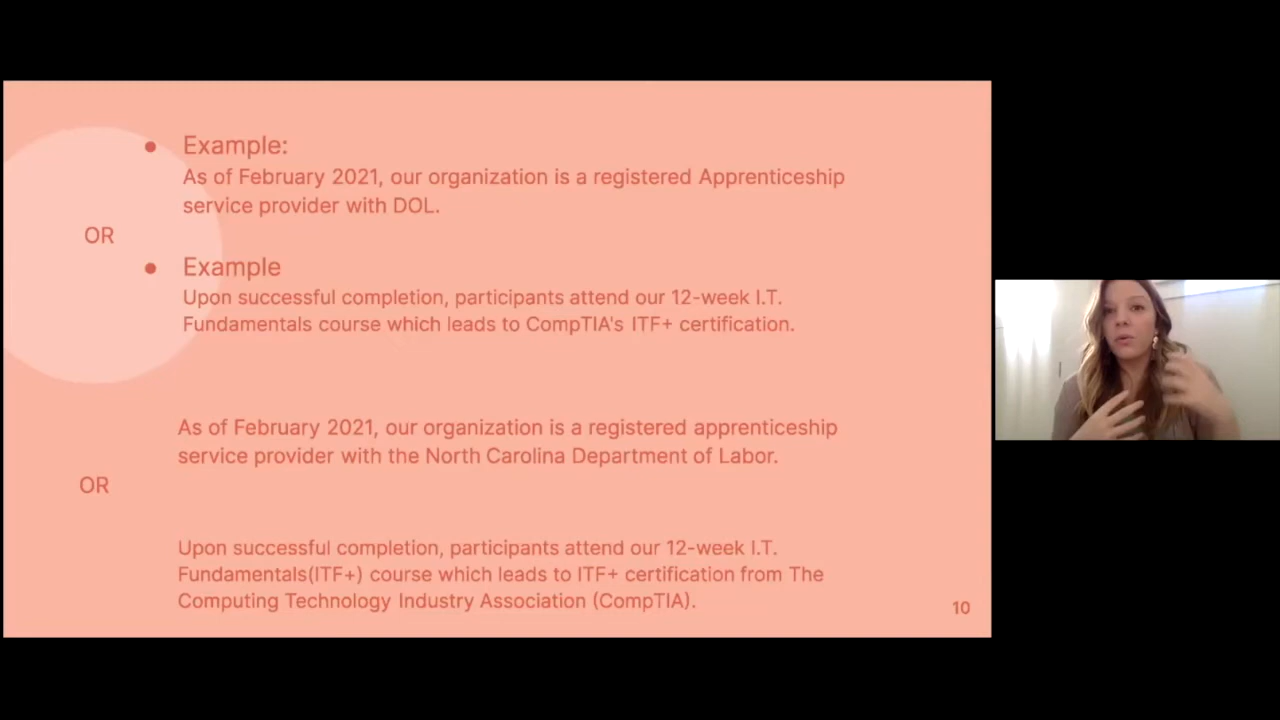 Example:
As of February 2021, our organization is a registered Apprenticeship
service provider with DOL.
OR
Example
Upon successful completion, participants attend our 12-week I.T.
Fundamentals course which leads to CompTIA's ITF+ certification.
As of February 2021, our organization is a registered apprenticeship
service provider with the North Carolina Department of Labor.
OR
Upon successful completion, participants attend our 12-week I.T.
Fundamentals(ITF+) course which leads to ITF+ certification from The
Computing Technology Industry Association (CompTIA).
10